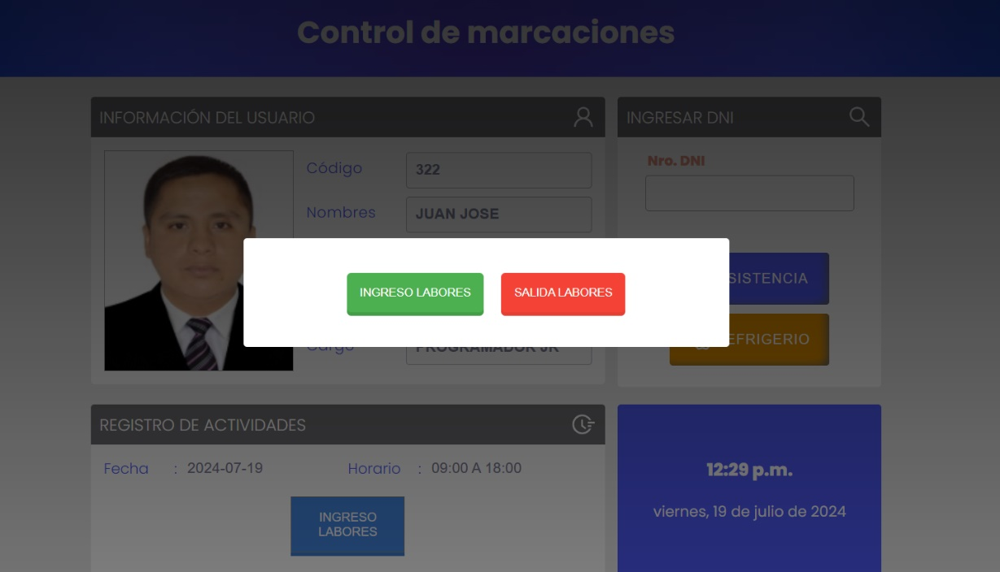 Control de marcaciones
INFORMACIÓN DEL USUARIO
INGRESAR DNI
Código
322
Nombres
JUAN JOSE
Nro. DNI
INGRESO LABORES
SALIDA LABORES
SISTENCIA
EFRIGERIO
Cargo
PROGRAMADOR JR
REGISTRO DE ACTIVIDADES
Fecha : 2024-07-19
Horario : 09:00 A 18:00
INGRESO
LABORES
12:29 p.m.
viernes, 19 de julio de 2024